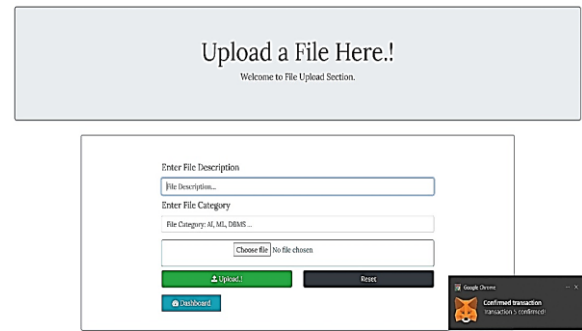 Upload a File Here.!
Welcome to File Upload Section.
Enter File Description
File Description...
Enter File Category
File Category: AI, ML, DBMS ...
Choose file No file chosen
Upload.! Reset
Dashboard
Google Chrome
Confirmed transaction
Transaction 5 confirmed!